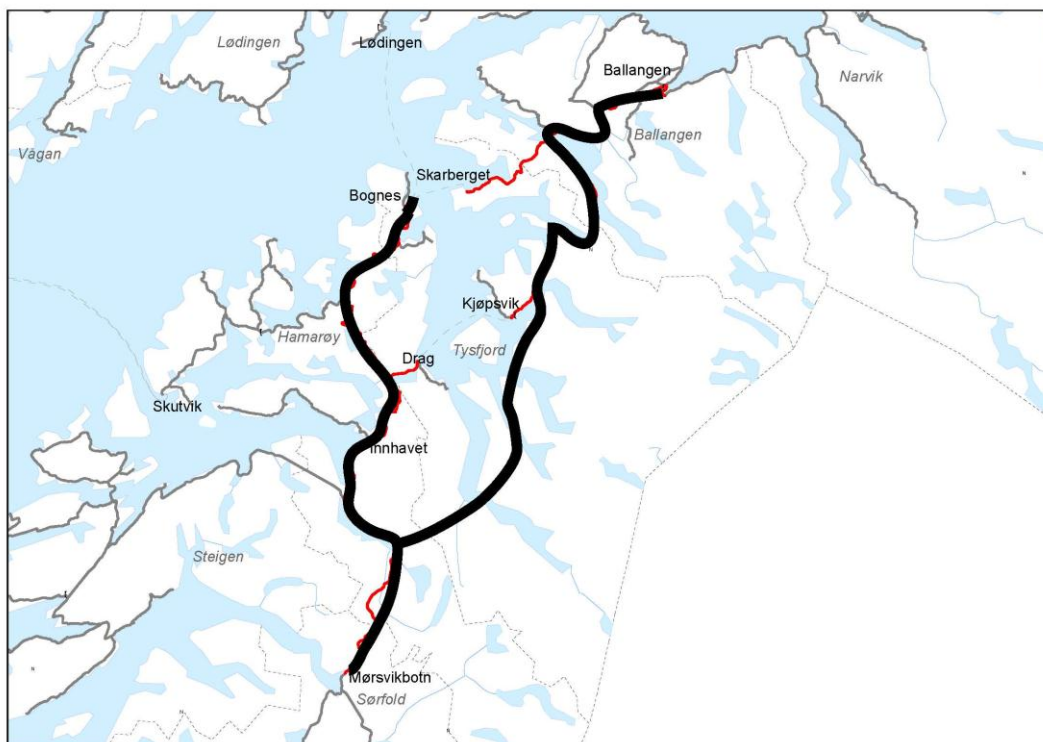 Lødingen
Lødingen
Ballangen
Narvik
Ballangen
Vågan
Skarberget
Bognes
Kjøpsvik
Hamarøy
Tysfjord
Drag
Skutvik
Innhavet
Steigen
Mørsvikbotn
Sørfold